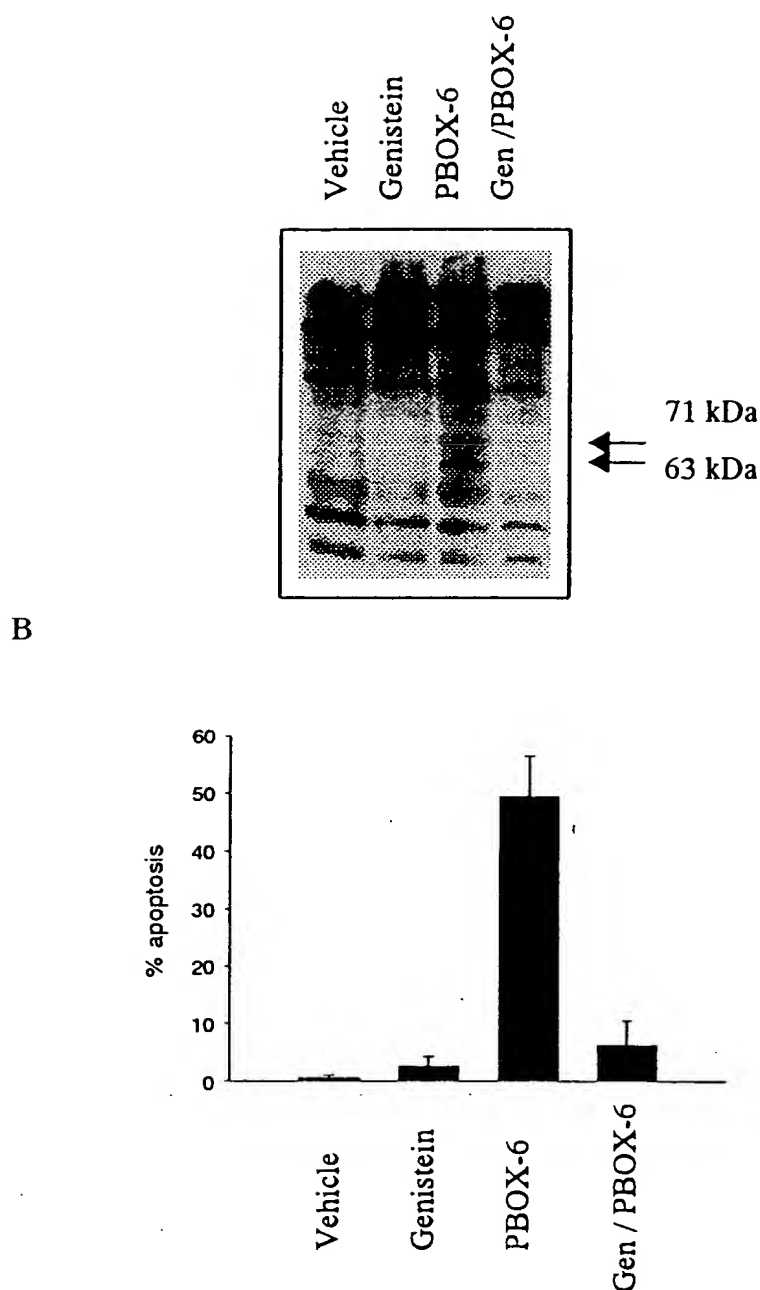 Vehicle
Genistein
PBOX-6
Gen /PBOX-6
71 kDa
63 kDa
B
60
50
40
30
20
10
0
% apoptosis
Vehicle
Genistein
PBOX-6
Gen / PBOX-6